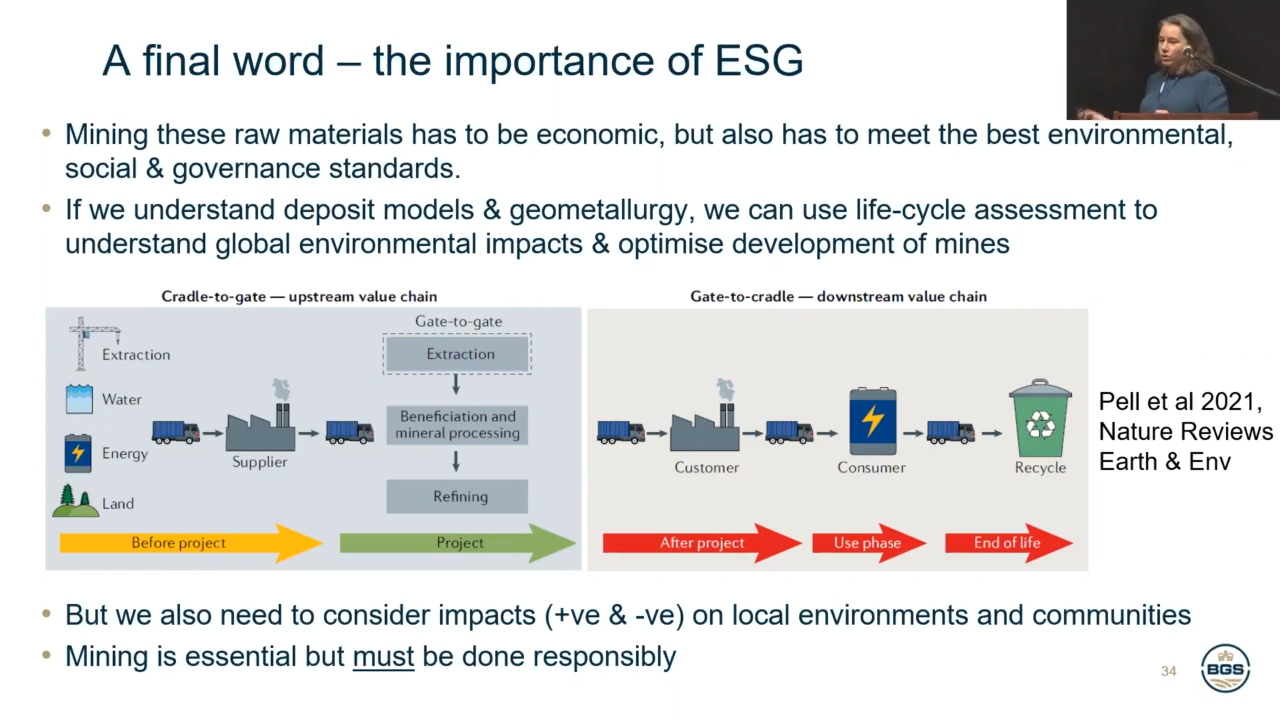 A final word – the importance of ESG
• Mining these raw materials has to be economic, but also has to meet the best environmental,
social & governance standards.
• If we understand deposit models & geometallurgy, we can use life-cycle assessment to
understand global environmental impacts & optimise development of mines
Cradle-to-gate — upstream value chain
Gate-to-cradle — downstream value chain
Gate-to-gate
Extraction
Extraction
Water
Beneficiation and
mineral processing
Energy
Supplier
Refining
Land
Customer
Consumer
Recycle
Before project
Project
After project
Use phase
End of life
Pell et al 2021,
Nature Reviews
Earth & Env
• But we also need to consider impacts (+ve & -ve) on local environments and communities
• Mining is essential but must be done responsibly
34
BGS